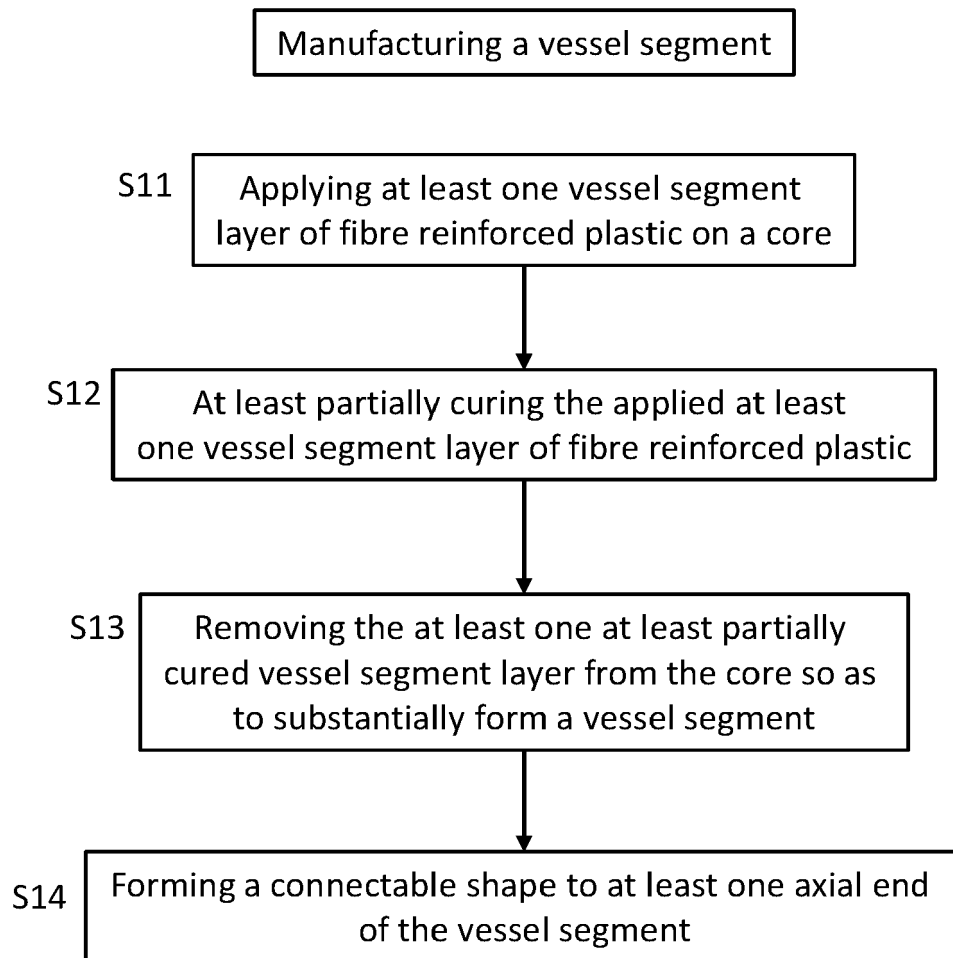 Manufacturing a vessel segment
S11
Applying at least one vessel segment
layer of fibre reinforced plastic on a core
S12
At least partially curing the applied at least
one vessel segment layer of fibre reinforced plastic
S13
Removing the at least one at least partially
cured vessel segment layer from the core so as
to substantially form a vessel segment
S14
Forming a connectable shape to at least one axial end
of the vessel segment